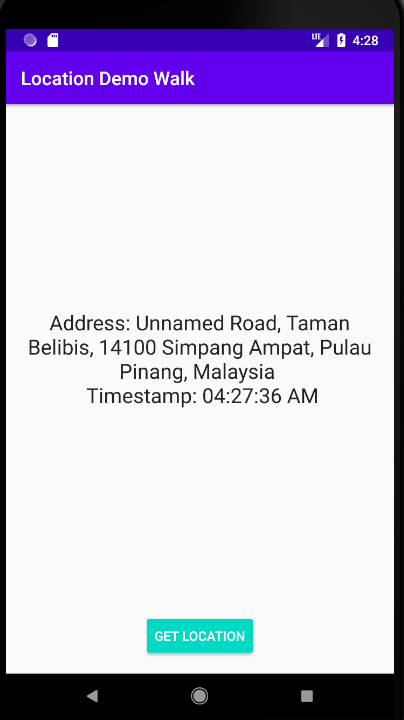 LTE 4:28
Location Demo Walk
Address: Unnamed Road, Taman
Belibis, 14100 Simpang Ampat, Pulau
Pinang, Malaysia
Timestamp: 04:27:36 AM
GET LOCATION